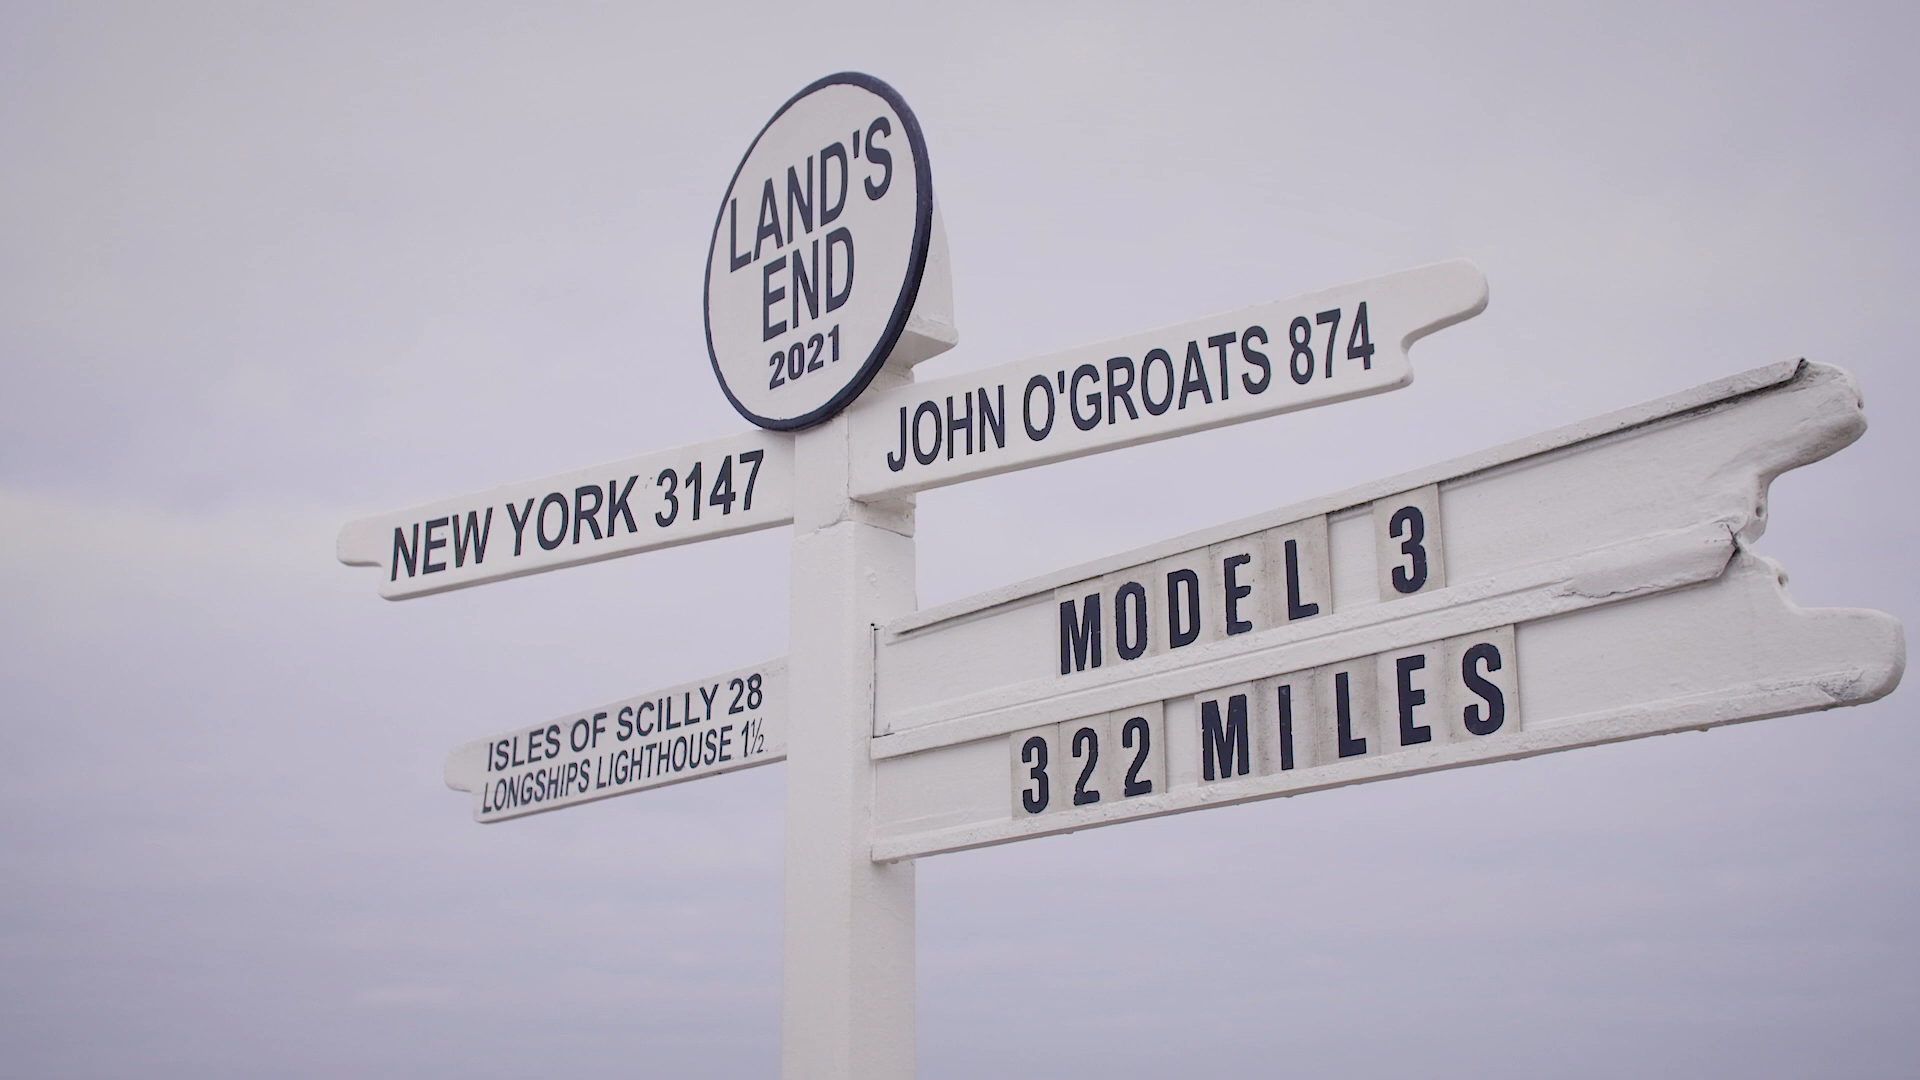 LAND'S
END
2021
JOHN O'GROATS 874
NEW YORK 3147
MODEL 3
322 MILES
ISLES OF SCILLY 28
LONGSHIPS LIGHTHOUSE 1½